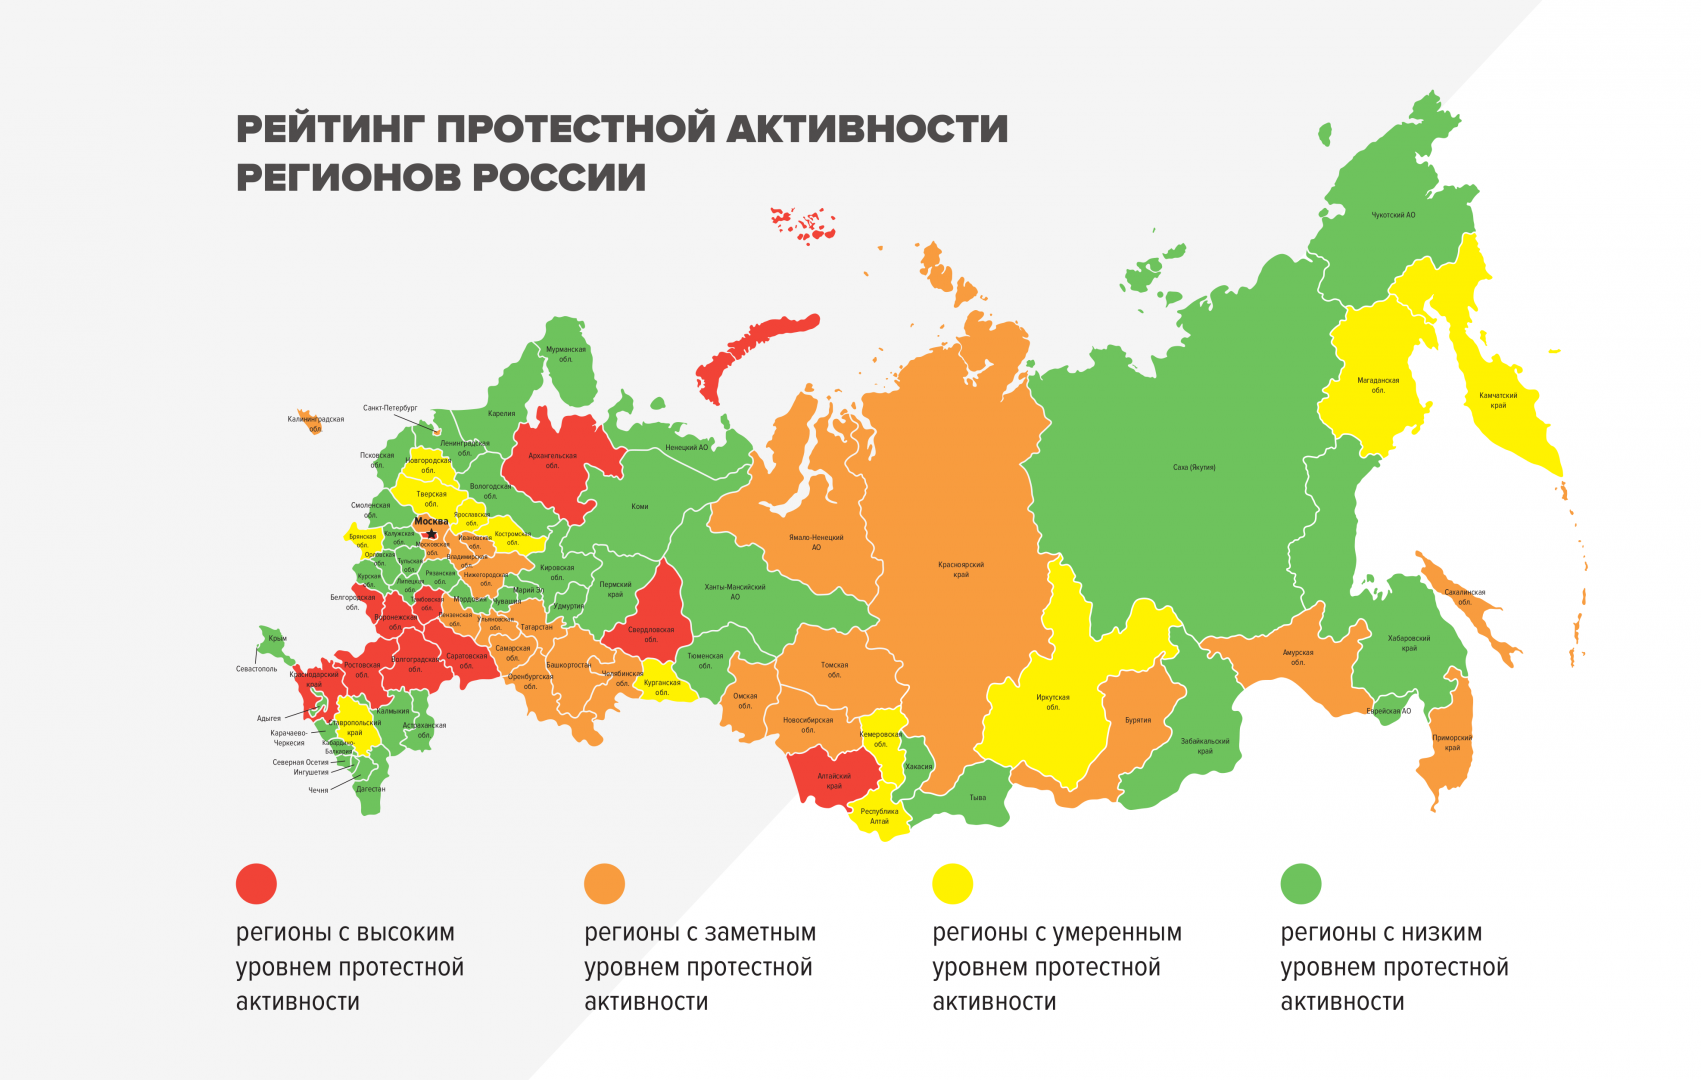 РЕЙТИНГ ПРОТЕСТНОЙ АКТИВНОСТИ
РЕГИОНОВ РОССИИ
Чукотский АО
Мурманская
обл.
Магаданская
обл.
Камчатский
край
Санкт-Петербург
Калининградская
обл.
Карелия
Ленинградская
обл.
Ненецкий АО
Псковская
обл.
Новгородская
обл.
Архангельская
обл.
Саха (Якутия)
Вологодская
обл.
Тверская
обл.
Смоленская
обл.
Коми
Ярославская
обл.
Москва
Брянская
обл.
Калужская
обл.
Московская
обл.
Ивановская
обл.
Костромская
обл.
Ямало-Ненецкий
АО
Орловская
обл.
Тульская
обл.
Владимирская
обл.
Красноярский
край
Курская
обл.
Липецкая
обл.
Рязанская
обл.
Нижегородская
обл.
Кировская
обл.
Пермский
край
Ханты-Мансийский
АО
Марий Эл
Белгородская
обл.
Тамбовская
обл.
Мордовия
Чувашия
Удмуртия
Сахалинская
обл.
Воронежская
обл.
Пензенская
обл.
Ульяновская
обл.
Татарстан
Свердловская
обл.
Крым
Хабаровский
край
Севастополь
Ростовская
обл.
Волгоградская
обл.
Саратовская
обл.
Самарская
обл.
Башкортостан
Тюменская
обл.
Томская
обл.
Амурская
обл.
Краснодарский
край
Оренбургская
обл.
Челябинская
обл.
Курганская
обл.
Омская
обл.
Иркутская
обл.
Адыгея
Калмыкия
Еврейская АО
Ставропольский
край
Астраханская
обл.
Новосибирская
обл.
Бурятия
Карачаево-
Черкесия
Кабардино-
Балкария
Кемеровская
обл.
Забайкальский
край
Приморский
край
Северная Осетия
Ингушетия
Хакасия
Алтайский
край
Чечня
Дагестан
Тыва
Республика
Алтай
регионы с высоким
уровнем протестной
активности
регионы с заметным
уровнем протестной
активности
регионы с умеренным
уровнем протестной
активности
регионы с низким
уровнем протестной
активности